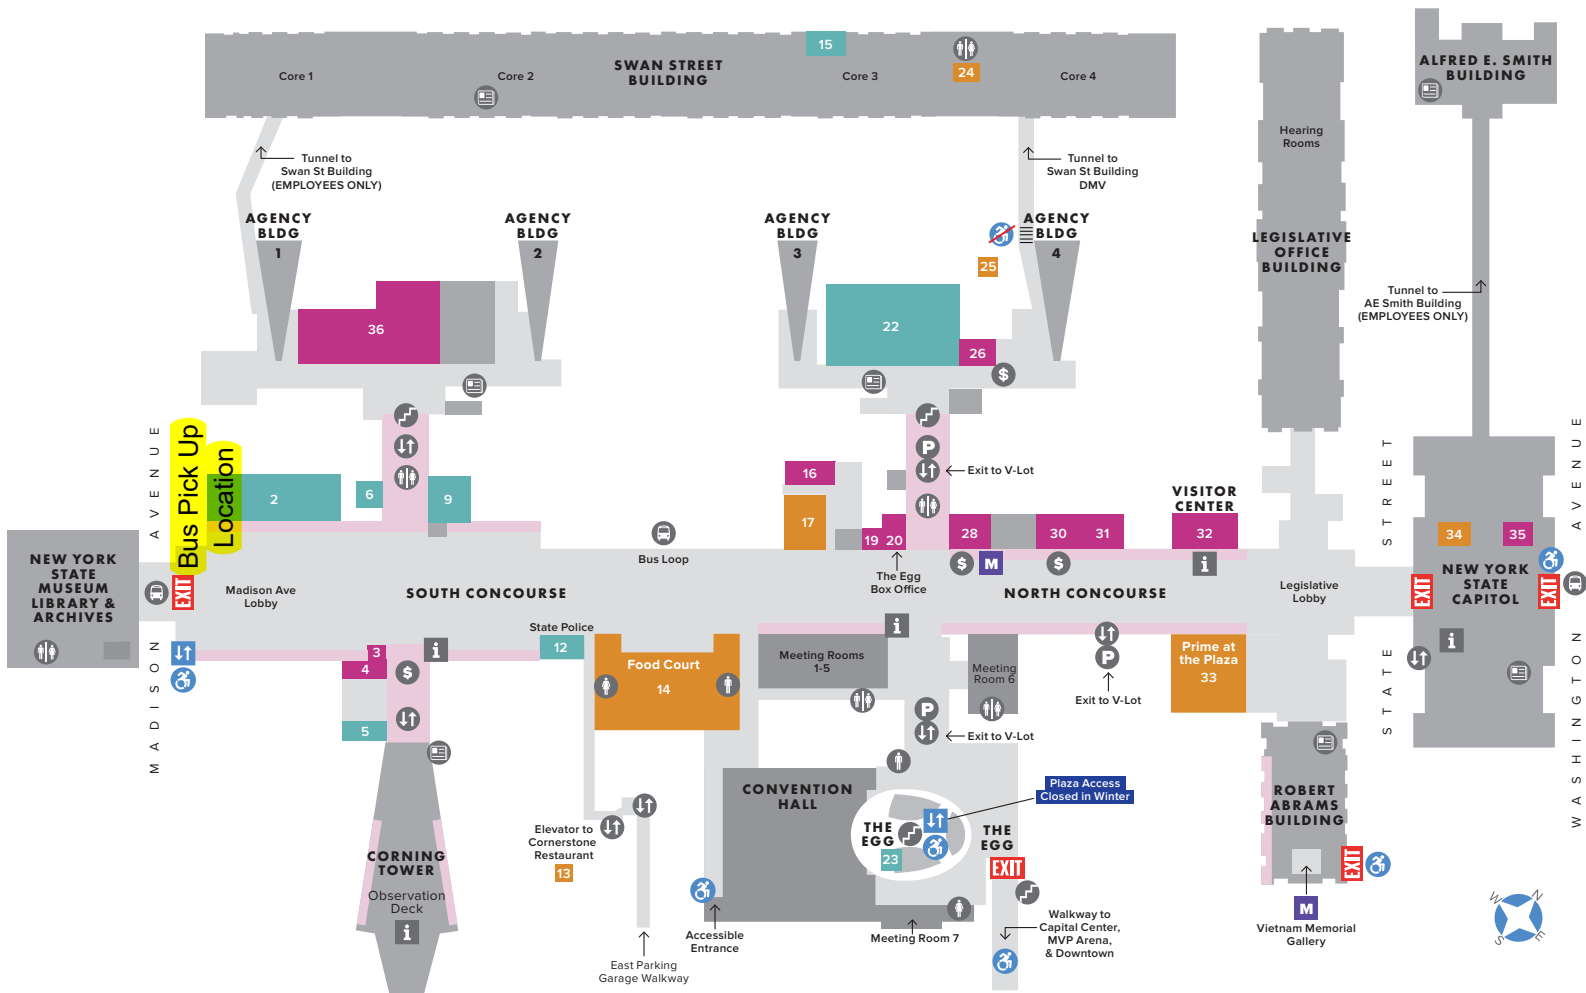 15
24
SWAN STREET
BUILDING
Core 1
Core 2
Core 3
Core 4
ALFRED E. SMITH
BUILDING
Hearing
Rooms
Tunnel to
Swan St Building
(EMPLOYEES ONLY)
Tunnel to
Swan St Building
DMV
AGENCY
BLDG
1
AGENCY
BLDG
2
AGENCY
BLDG
3
AGENCY
BLDG
4
25
LEGISLATIVE
OFFICE
BUILDING
Tunnel to
AE Smith Building
(EMPLOYEES ONLY)
36
22
26
$
MADISON AVENUE
Bus Pick Up
Location
2
6
9
16
17
19
20
P
Exit to V-Lot
28
30
31
VISITOR
CENTER
32
STATE STREET
34
35
WASHINGTON AVENUE
NEW YORK
STATE
MUSEUM
LIBRARY &
ARCHIVES
EXIT
Madison Ave
Lobby
SOUTH CONCOURSE
Bus Loop
The Egg
Box Office
$
M
$
i
NORTH CONCOURSE
Legislative
Lobby
EXIT
NEW YORK
STATE
CAPITOL
EXIT
i
State Police
12
3
4
5
i
$
Food Court
14
i
Meeting Rooms
1-5
Meeting
Room 6
P
Exit to V-Lot
Prime at
the Plaza
33
P
Exit to V-Lot
CONVENTION
HALL
Plaza Access
Closed in Winter
THE
EGG
23
THE
EGG
EXIT
ROBERT
ABRAMS
BUILDING
EXIT
M
Vietnam Memorial
Gallery
Elevator to
Cornerstone
Restaurant
13
CORNING
TOWER
Observation
Deck
i
Accessible
Entrance
East Parking
Garage Walkway
Meeting Room 7
Walkway to
Capital Center,
MVP Arena,
& Downtown
W
N
S
E